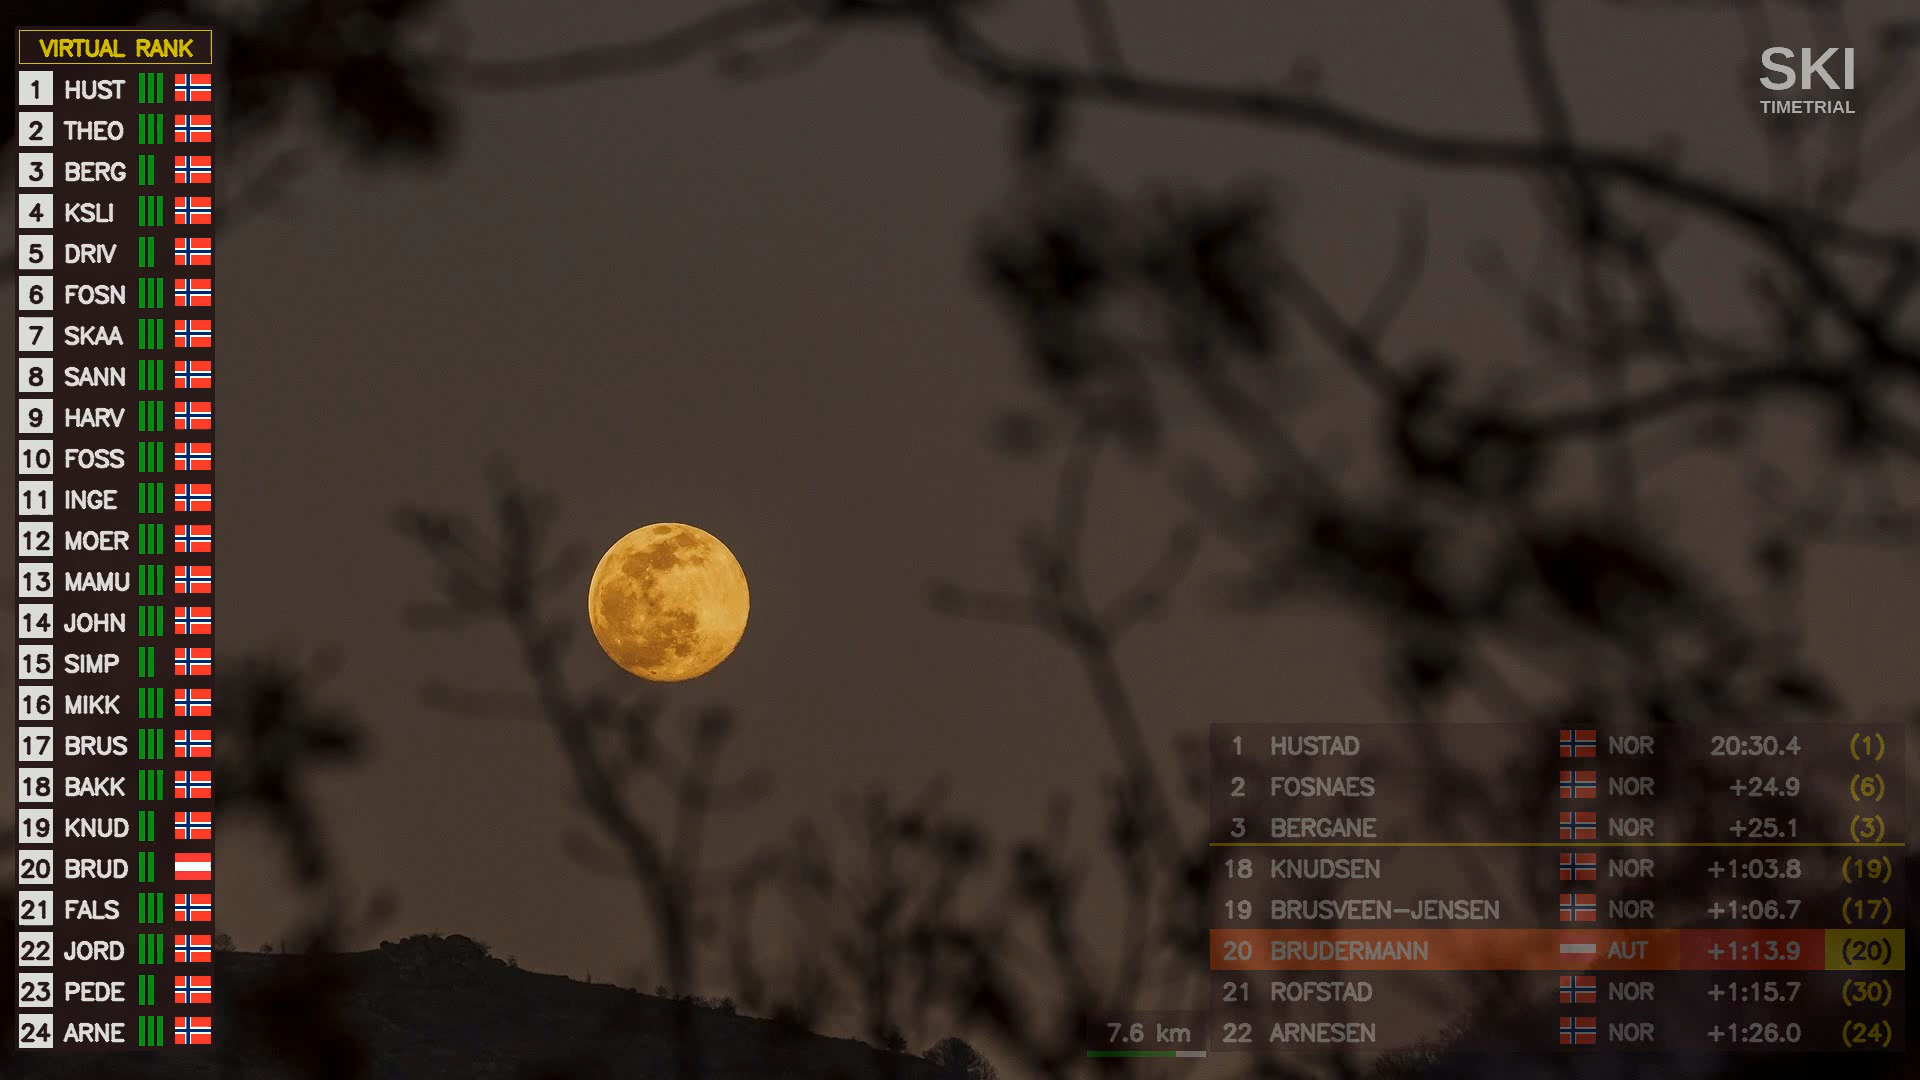 VIRTUAL RANK
1 HUST
2 THEO
3 BERG
4 KSLI
5 DRIV
6 FOSN
7 SKAA
8 SANN
9 HARV
10 FOSS
11 INGE
12 MOER
13 MAMU
14 JOHN
15 SIMP
16 MIKK
17 BRUS
18 BAKK
19 KNUD
20 BRUD
21 FALS
22 JORD
23 PEDE
24 ARNE
SKI
TIMETRIAL
1 HUSTAD NOR 20:30.4 (1)
2 FOSNAES NOR +24.9 (6)
3 BERGANE NOR +25.1 (3)
18 KNUDSEN NOR +1:03.8 (19)
19 BRUSVEEN-JENSEN NOR +1:06.7 (17)
20 BRUDERMANN AUT +1:13.9 (20)
21 ROFSTAD NOR +1:15.7 (30)
7.6 km 22 ARNESEN NOR +1:26.0 (24)